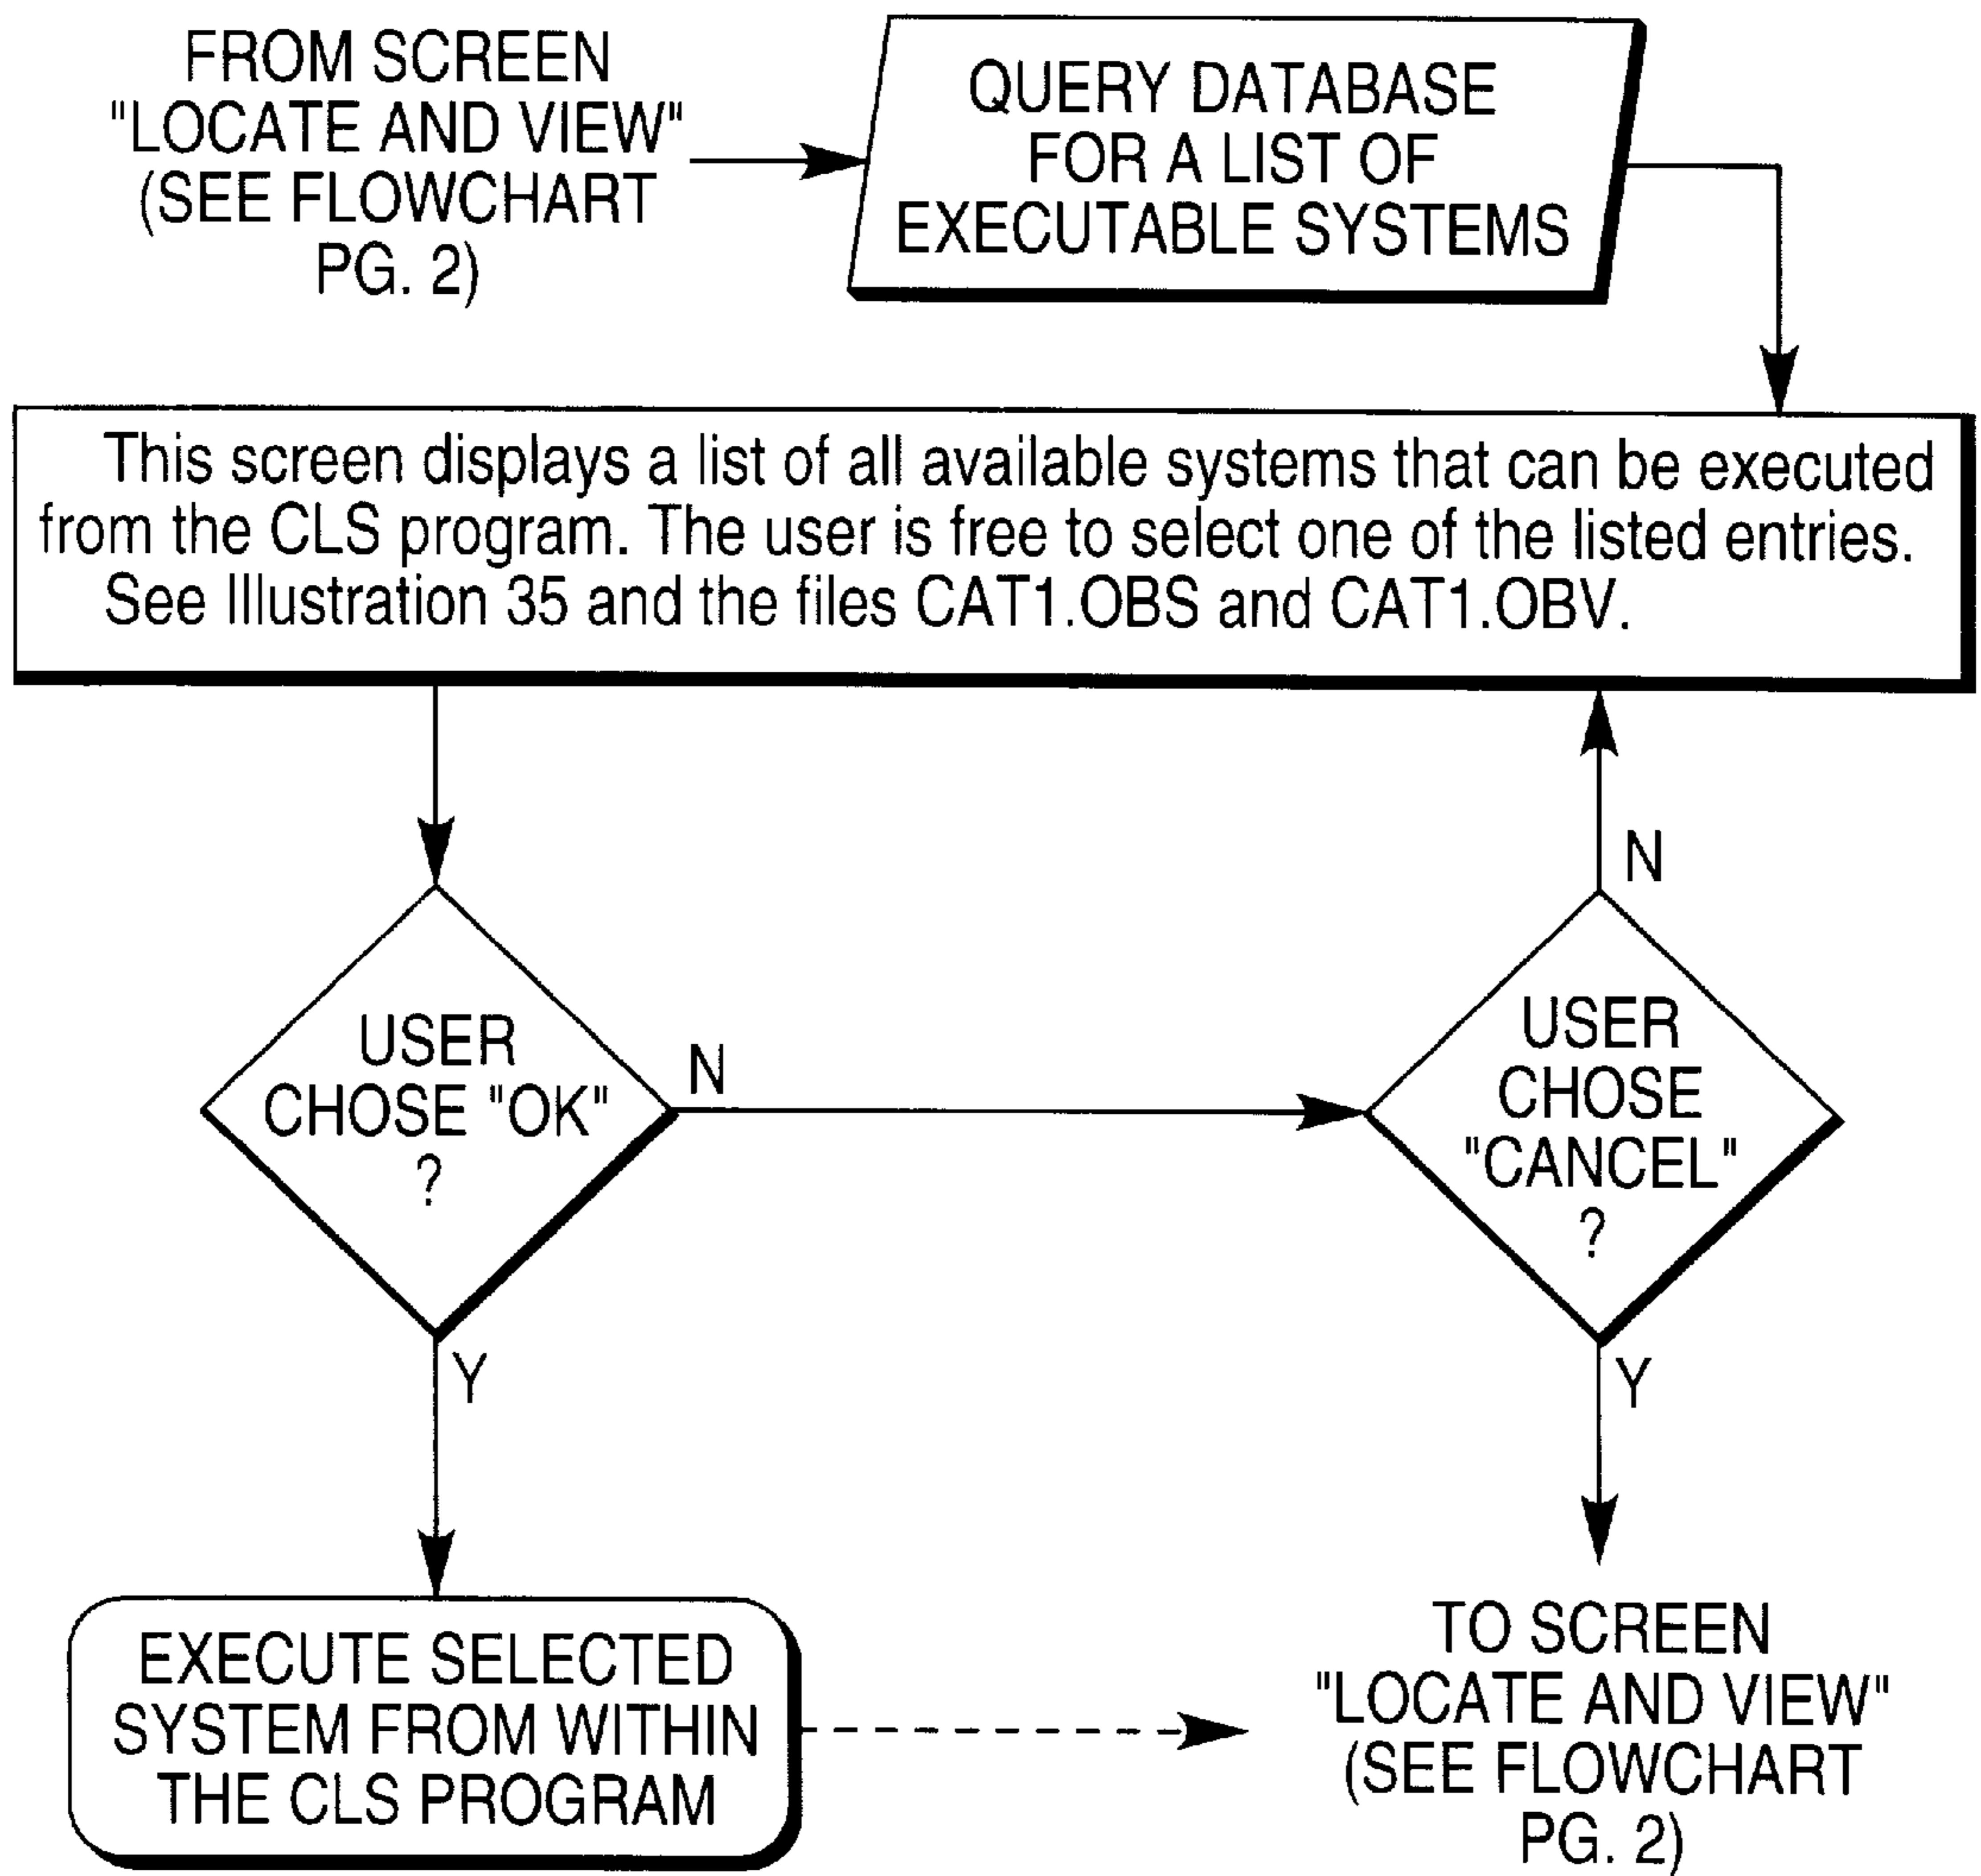 FROM SCREEN
"LOCATE AND VIEW"
(SEE FLOWCHART
PG. 2)
QUERY DATABASE
FOR A LIST OF
EXECUTABLE SYSTEMS
This screen displays a list of all available systems that can be executed
from the CLS program. The user is free to select one of the listed entries.
See Illustration 35 and the files CAT1.OBS and CAT1.OBV.
USER
CHOSE "OK"
?
N
Y
USER
CHOSE
"CANCEL"
?
N
Y
EXECUTE SELECTED
SYSTEM FROM WITHIN
THE CLS PROGRAM
TO SCREEN
"LOCATE AND VIEW"
(SEE FLOWCHART
PG. 2)